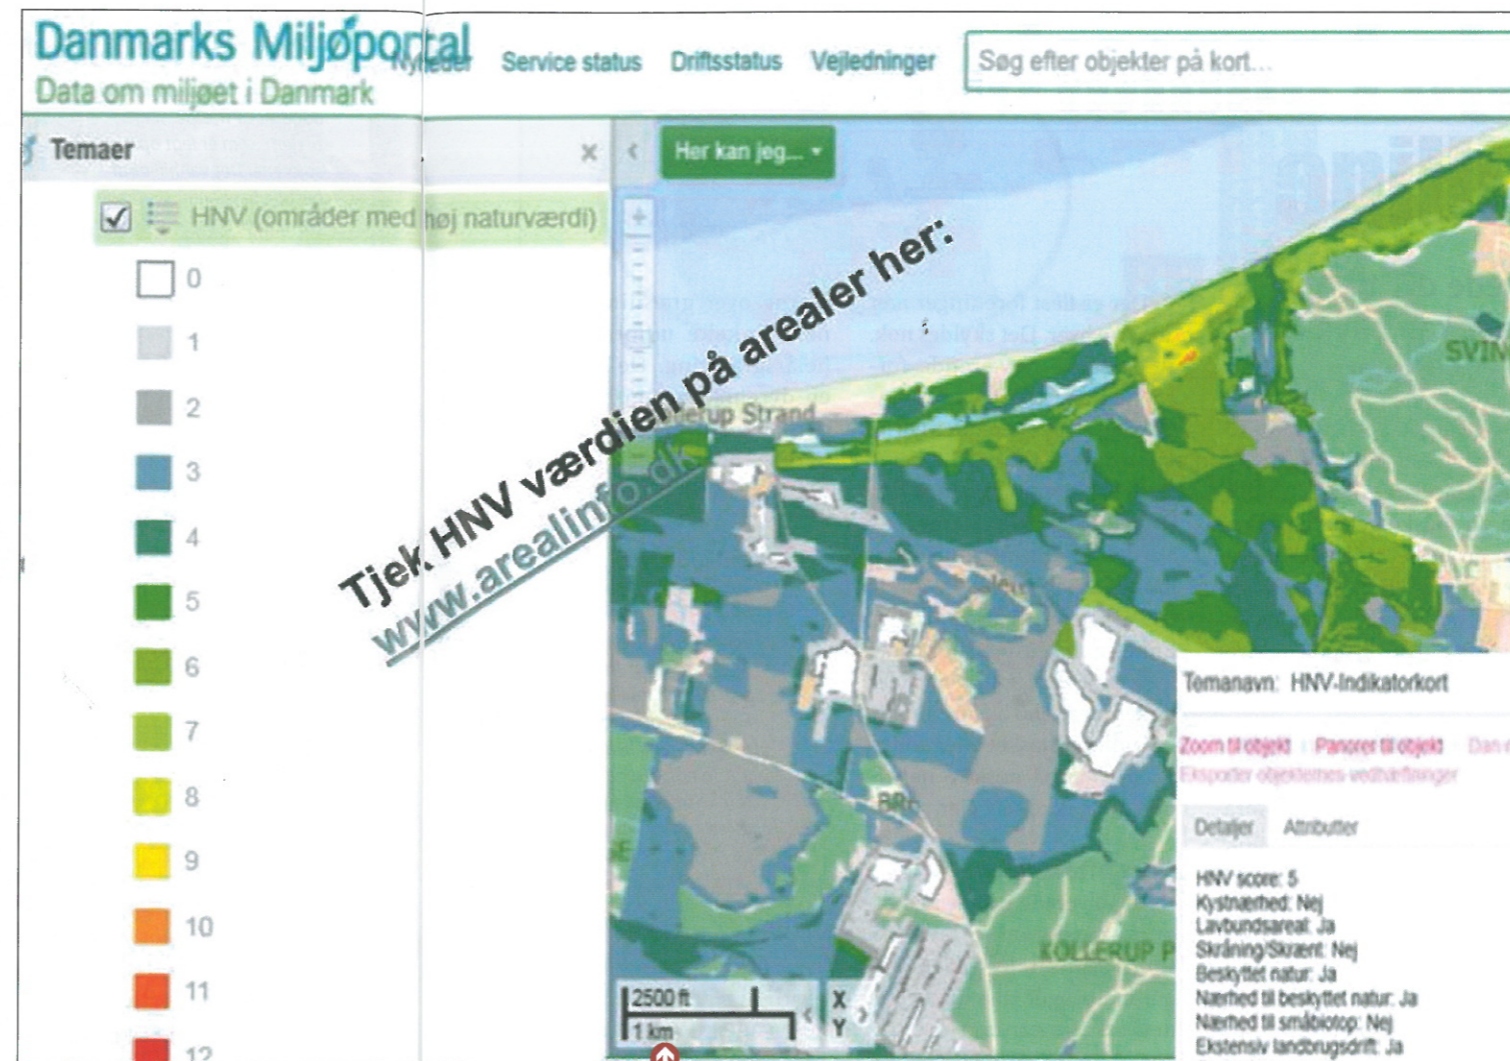 Danmarks Miljøportal
Data om miljøet i Danmark
Nyheder Service status Driftsstatus Vejledninger Søg efter objekter på kort...
Temaer x
Her kan jeg...
HNV (områder med høj naturværdi)
0
1
2
3
4
5
6
7
8
9
10
11
12
Tjek HNV værdien på arealer her:
www.arealinfo.dk
Strand
KOLLERUP P
2500 ft
1 km
X
Y
Temanavn: HNV-Indikatorkort
Zoom til objekt Panorer til objekt Dan
Eksporter objekternes vedhæftninger
Detaljer Attributter
HNV score: 5
Kystnærhed: Nej
Lavbundsareal: Ja
Skråning/Skrænt: Nej
Beskyttet natur: Ja
Nærhed til beskyttet natur: Ja
Nærhed til småbiotop: Nej
Ekstensiv landbrugsdrift: Ja